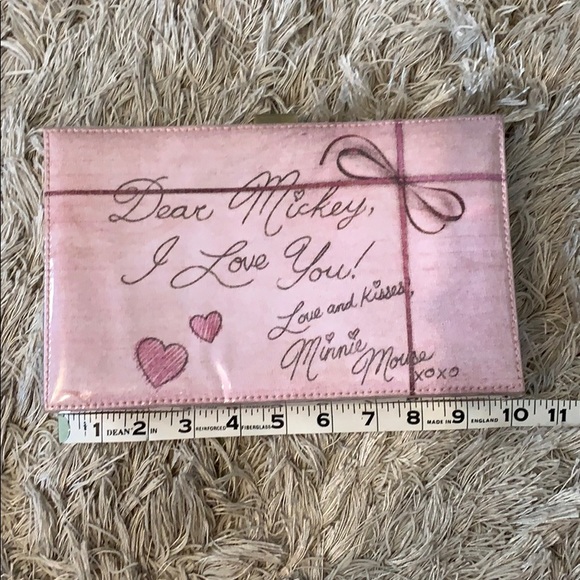 Dear Mickey,
I Love You!
Love and Kisses,
Minnie Mouse
xoxo
1 DEAN 2 IN 3 REINFORCED 4 FIBERGLASS 5 6 7 8 MADE IN 9 ENGLAND 10 11